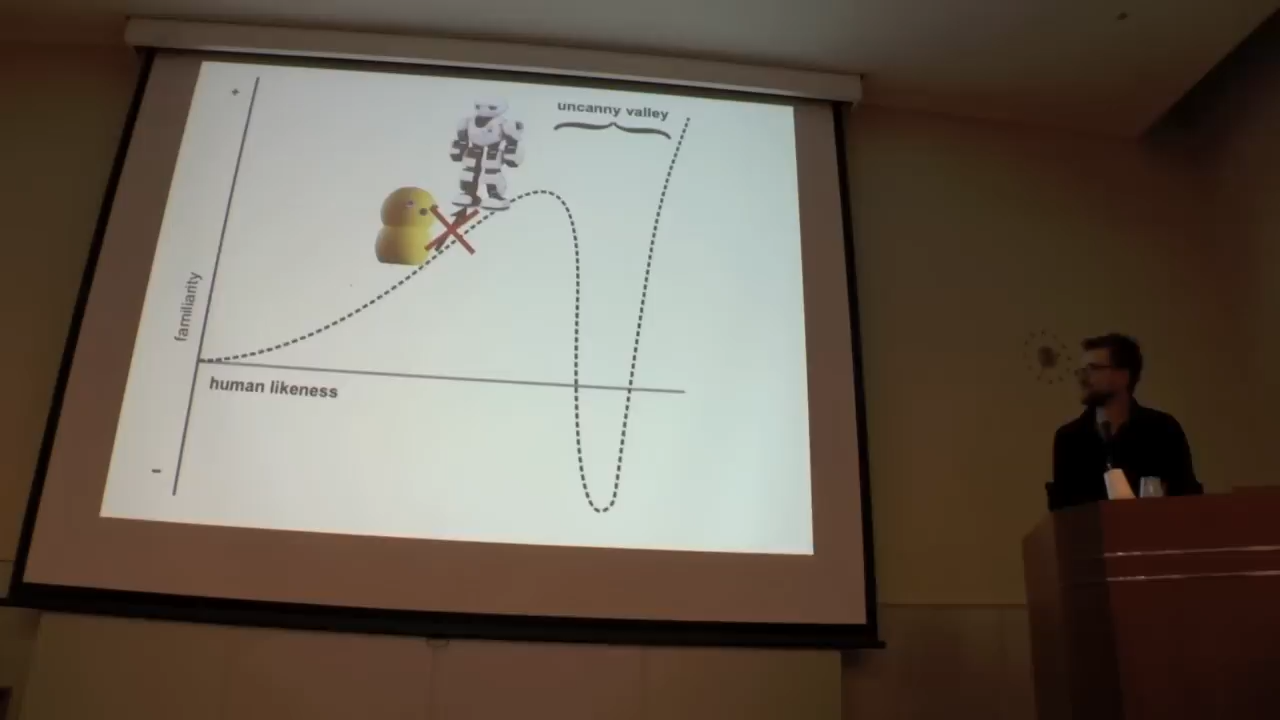 +
uncanny valley
familiarity
human likeness
-